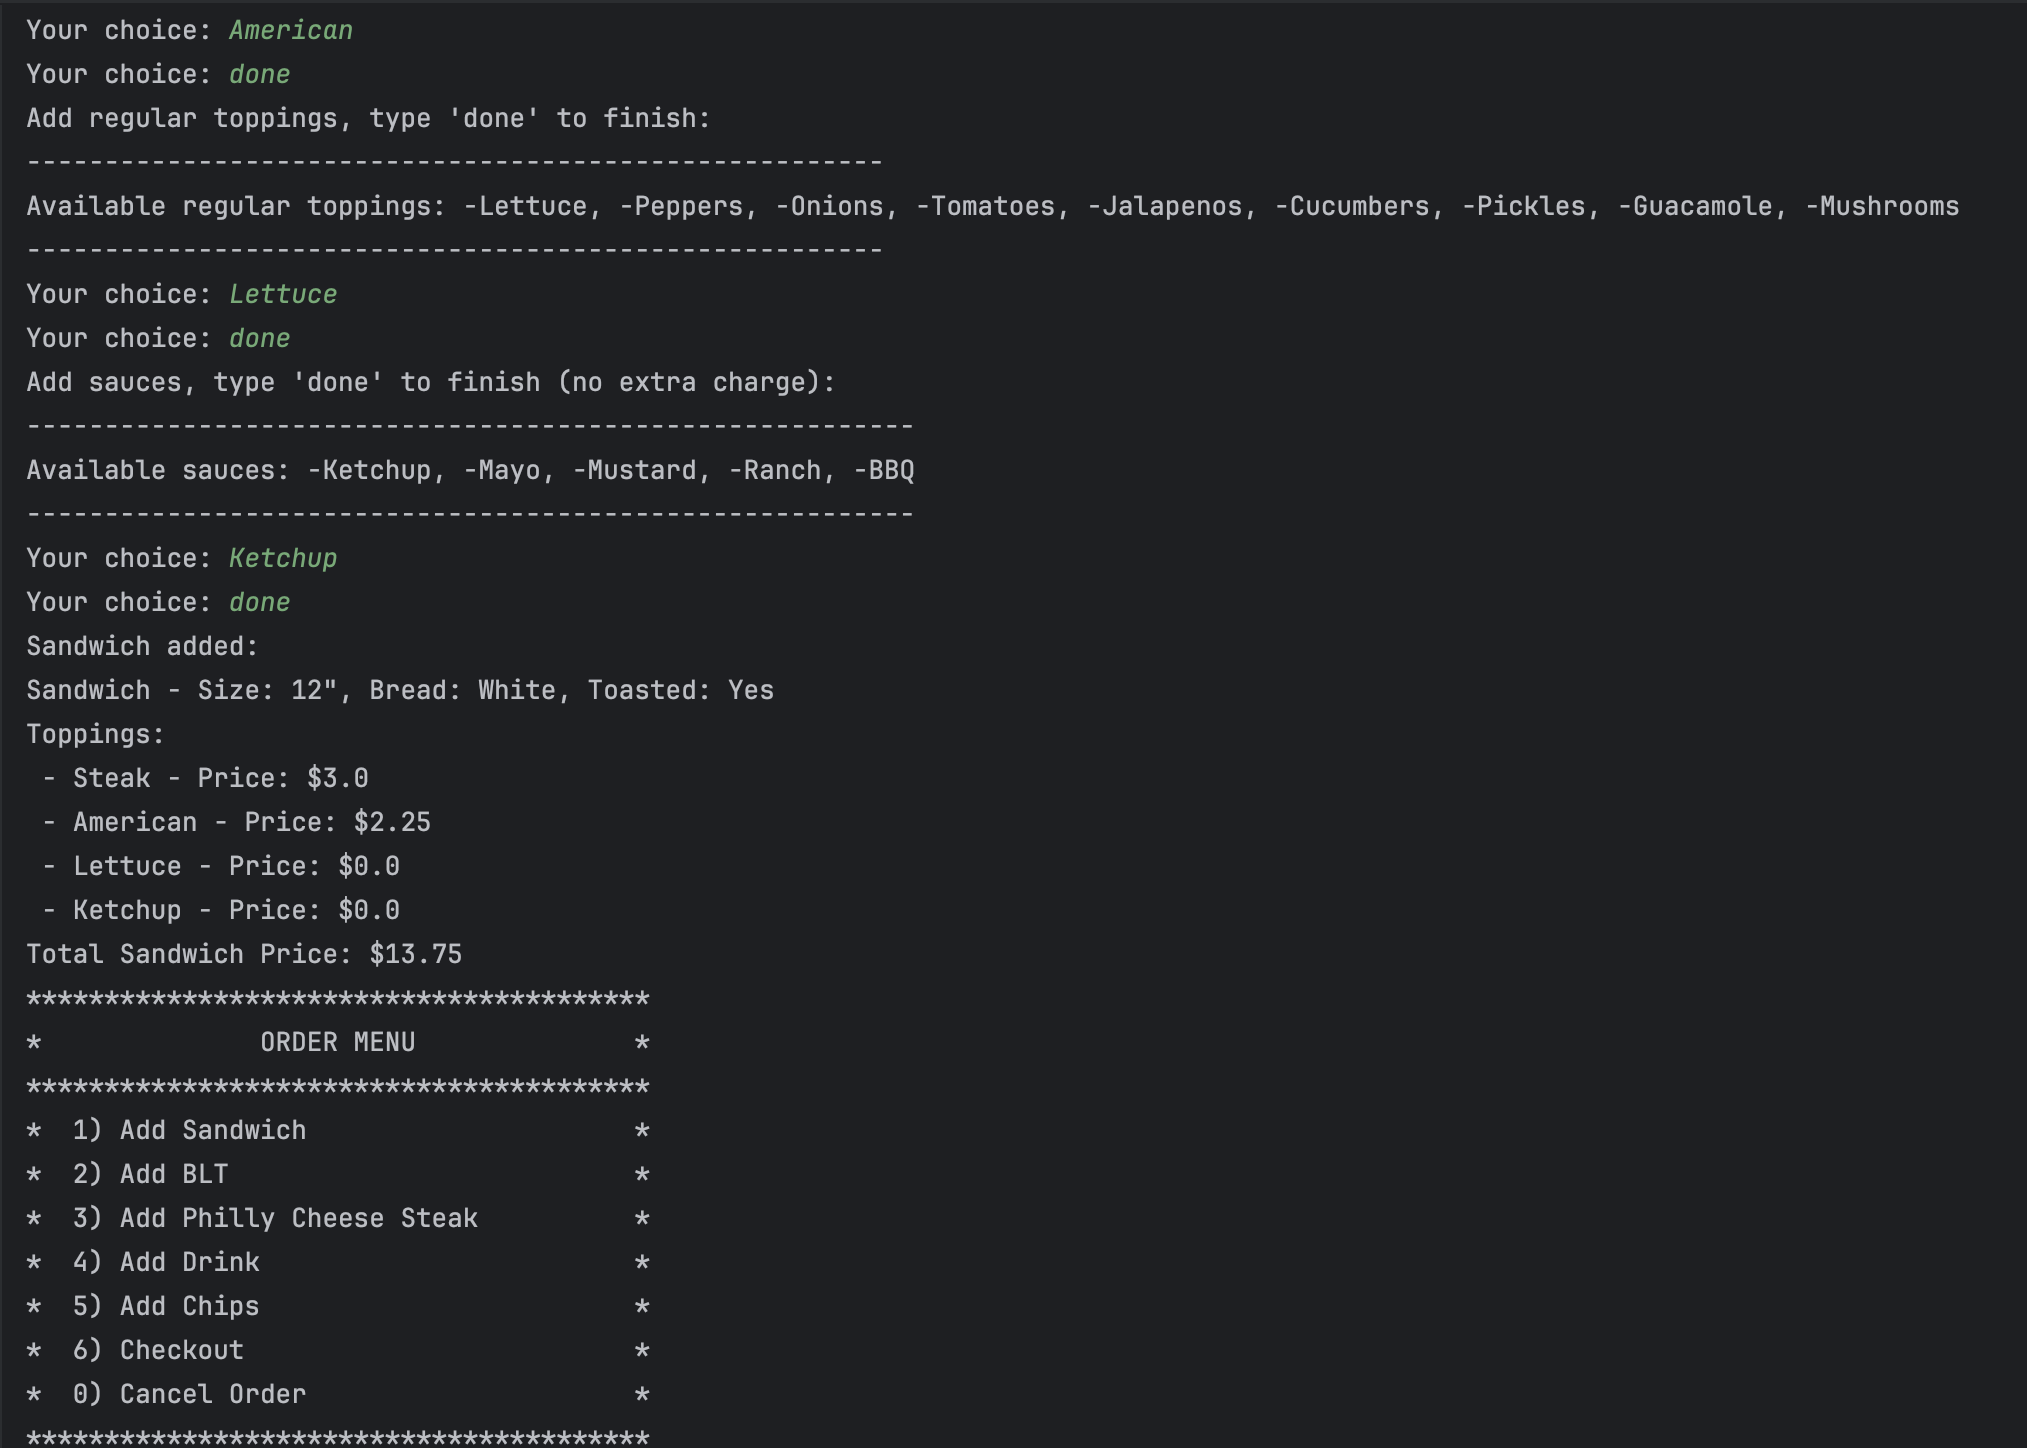 Your choice: American
Your choice: done
Add regular toppings, type 'done' to finish:
-------------------------------------------------------
Available regular toppings: -Lettuce, -Peppers, -Onions, -Tomatoes, -Jalapenos, -Cucumbers, -Pickles, -Guacamole, -Mushrooms
-------------------------------------------------------
Your choice: Lettuce
Your choice: done
Add sauces, type 'done' to finish (no extra charge):
---------------------------------------------------------
Available sauces: -Ketchup, -Mayo, -Mustard, -Ranch, -BBQ
---------------------------------------------------------
Your choice: Ketchup
Your choice: done
Sandwich added:
Sandwich - Size: 12", Bread: White, Toasted: Yes
Toppings:
 - Steak - Price: $3.0
 - American - Price: $2.25
 - Lettuce - Price: $0.0
 - Ketchup - Price: $0.0
Total Sandwich Price: $13.75
****************************************
*              ORDER MENU              *
****************************************
*  1) Add Sandwich                     *
*  2) Add BLT                          *
*  3) Add Philly Cheese Steak          *
*  4) Add Drink                        *
*  5) Add Chips                        *
*  6) Checkout                         *
*  0) Cancel Order                     *
****************************************